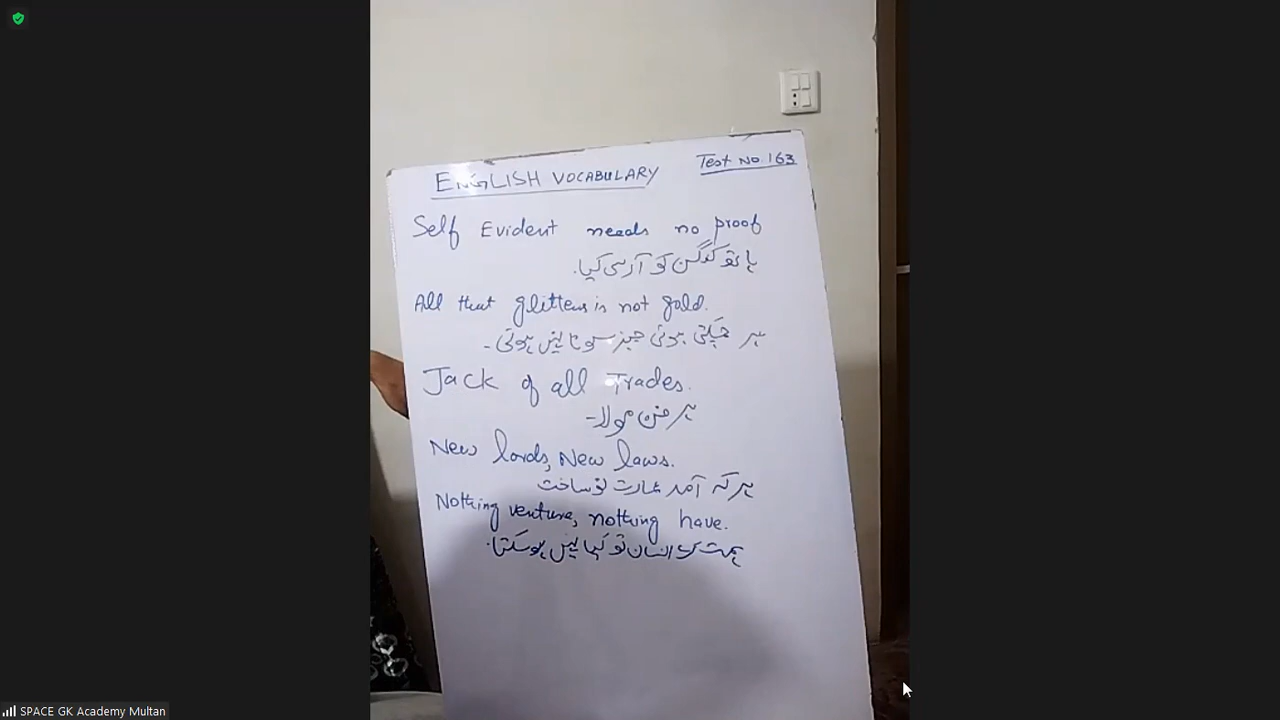 ENGLISH VOCABULARY
Test No. 163
Self Evident needs no proof
ہاتھ کنگن کو آرسی کیا.
All that glitters is not gold.
ہر چمکتی ہوئی چیز سونا نہیں ہوتی۔
Jack of all Trades.
ہر فن مولا۔
New lords, New laws.
ہر کہ آمد عمارت نو ساخت
Nothing venture, nothing have.
ہمت کرے انسان تو کیا نہیں ہو سکتا.
SPACE GK Academy Multan